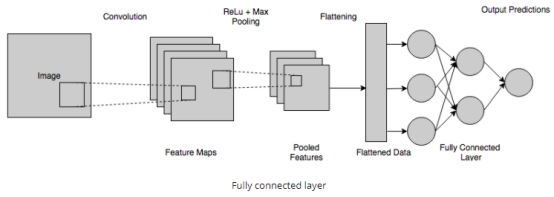 Convolution
ReLu + Max
Pooling
Flattening
Output Predictions
Image
Feature Maps
Pooled
Features
Flattened Data
Fully Connected
Layer
Fully connected layer